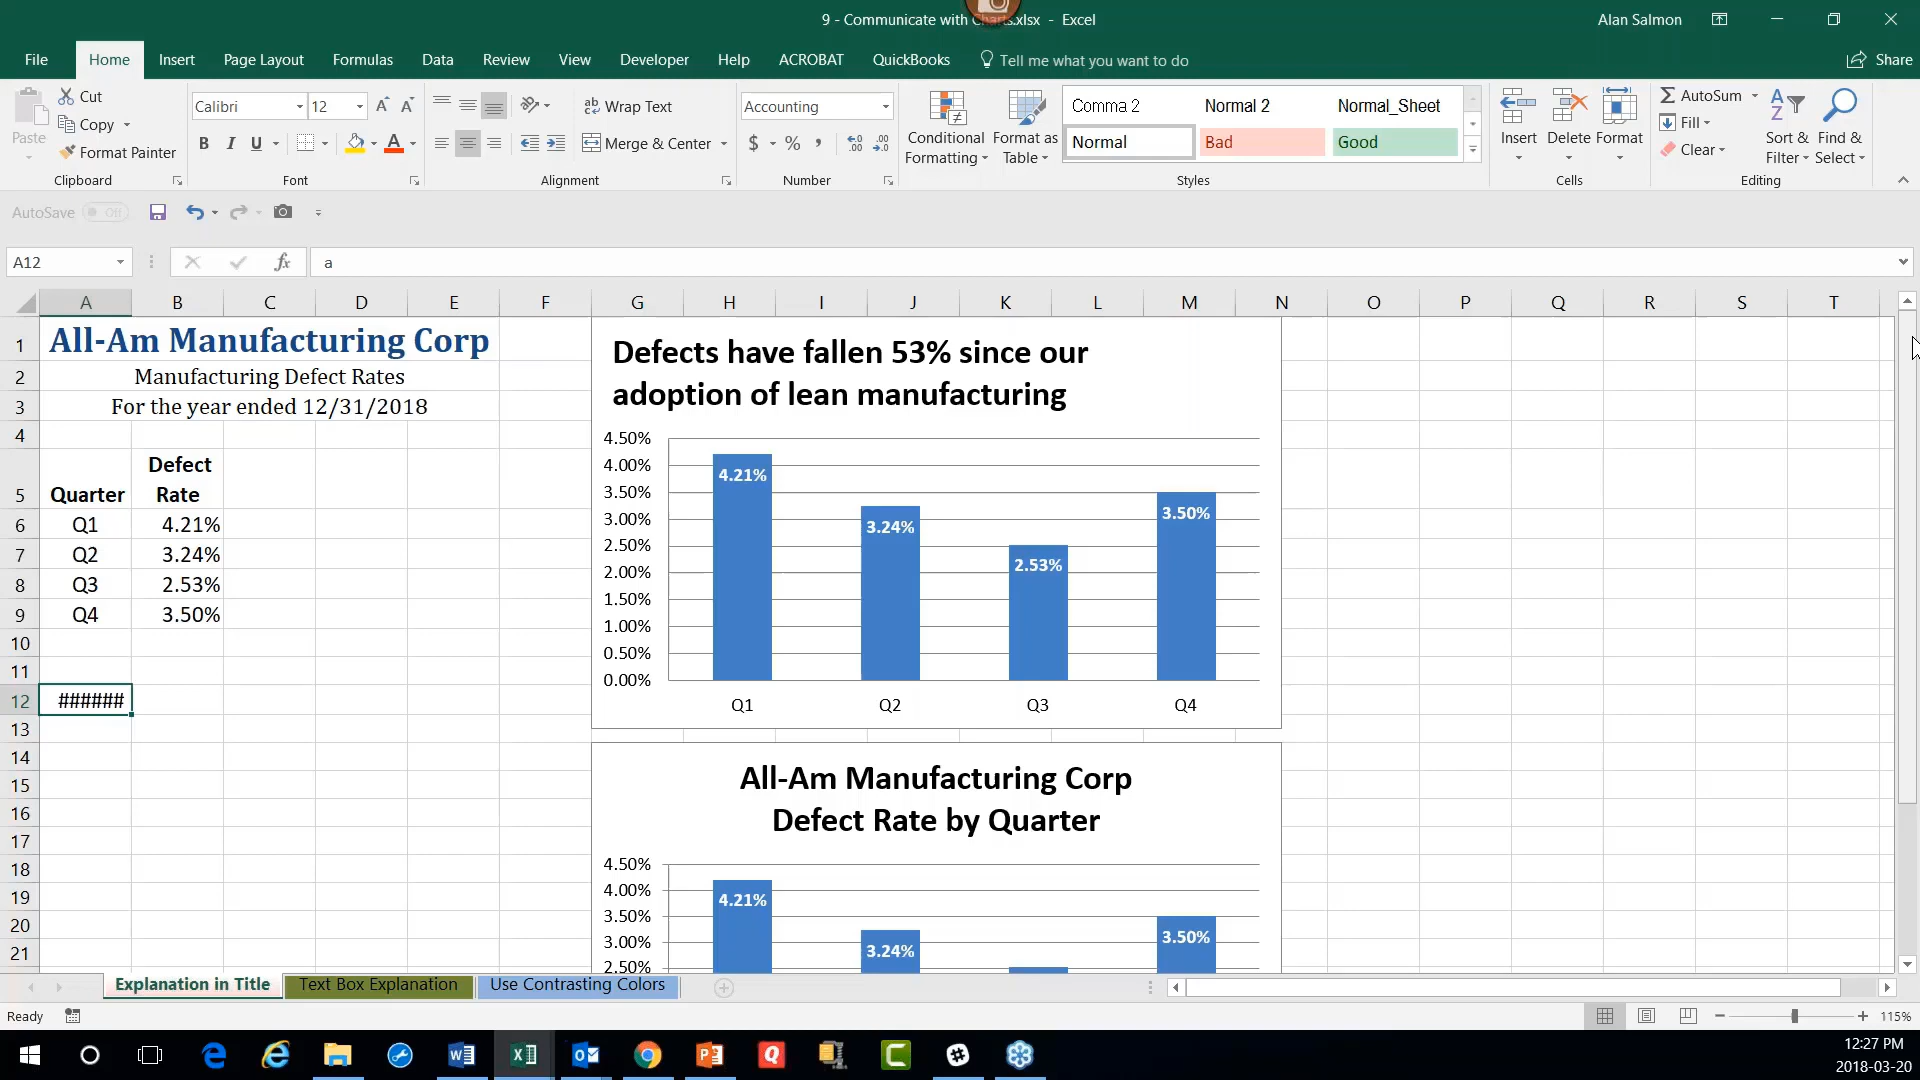 9 - Communicate with Charts.xlsx - Excel
Alan Salmon
File Home Insert Page Layout Formulas Data Review View Developer Help ACROBAT QuickBooks Tell me what you want to do Share
Paste
Cut
Copy
Format Painter
Clipboard
Calibri 12
B I U
Font
Wrap Text
Merge & Center
Alignment
Accounting
$ % ,
Number
Conditional Formatting
Format as Table
Comma 2 Normal 2 Normal_Sheet
Normal Bad Good
Styles
Insert Delete Format
Cells
AutoSum
Fill
Clear
Sort & Filter
Find & Select
Editing
AutoSave Off
A12 fx a
A B C D E F G H I J K L M N O P Q R S T
1 All-Am Manufacturing Corp
2 Manufacturing Defect Rates
3 For the year ended 12/31/2018
4
5 Quarter Defect Rate
6 Q1 4.21%
7 Q2 3.24%
8 Q3 2.53%
9 Q4 3.50%
10
11
12 ######
13
14
15
16
17
18
19
20
21
Defects have fallen 53% since our
adoption of lean manufacturing
4.50%
4.00%
3.50%
3.00%
2.50%
2.00%
1.50%
1.00%
0.50%
0.00%
4.21% 3.24% 2.53% 3.50%
Q1 Q2 Q3 Q4
All-Am Manufacturing Corp
Defect Rate by Quarter
4.50%
4.00%
3.50%
3.00%
2.50%
4.21% 3.24% 3.50%
Explanation in Title Text Box Explanation Use Contrasting Colors
Ready
115%
12:27 PM
2018-03-20